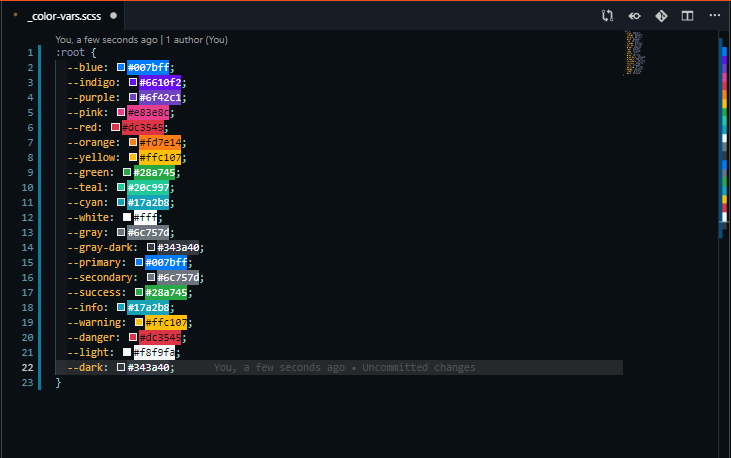 _color-vars.scss
You, a few seconds ago | 1 author (You)
1 :root {
2 --blue: #007bff;
3 --indigo: #6610f2;
4 --purple: #6f42c1;
5 --pink: #e83e8c;
6 --red: #dc3545;
7 --orange: #fd7e14;
8 --yellow: #ffc107;
9 --green: #28a745;
10 --teal: #20c997;
11 --cyan: #17a2b8;
12 --white: #fff;
13 --gray: #6c757d;
14 --gray-dark: #343a40;
15 --primary: #007bff;
16 --secondary: #6c757d;
17 --success: #28a745;
18 --info: #17a2b8;
19 --warning: #ffc107;
20 --danger: #dc3545;
21 --light: #f8f9fa;
22 --dark: #343a40; You, a few seconds ago • Uncommitted changes
23 }